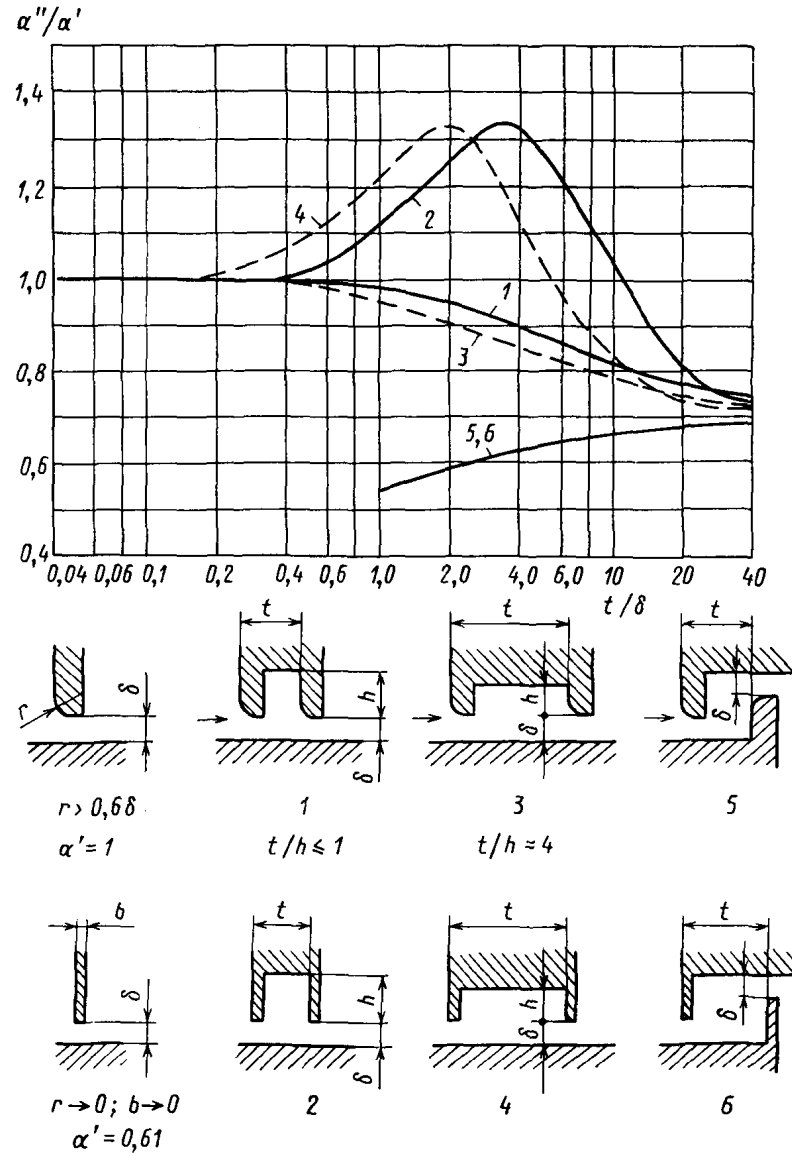 α″/α′
1,4
1,2
1,0
0,8
0,6
0,4
4
2
1
3
5,6
0,04 0,06 0,1 0,2 0,4 0,6 1,0 2,0 4,0 6,0 10 20 40
t/δ
r
δ
t
h
δ
t
h
δ
t
δ
r > 0,6δ
α′ = 1
1
t/h ≤ 1
3
t/h ≈ 4
5
b
δ
t
h
δ
t
h
δ
t
δ
r → 0; b → 0
α′ = 0,61
2
4
6